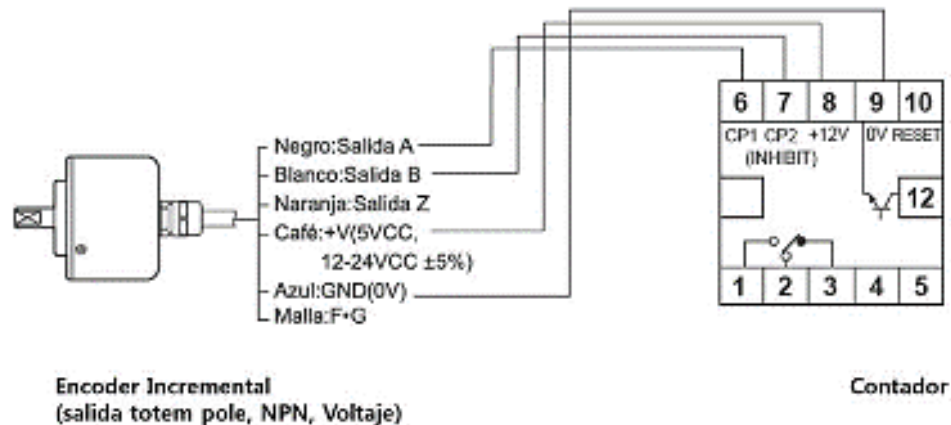 Negro:Salida A
Blanco:Salida B
Naranja:Salida Z
Café:+V(5VCC,
12-24VCC ±5%)
Azul:GND(0V)
Malla:F•G
6 7 8 9 10
CP1 CP2 +12V 0V RESET
(INHIBIT)
12
1 2 3 4 5
Encoder Incremental
(salida totem pole, NPN, Voltaje)
Contador